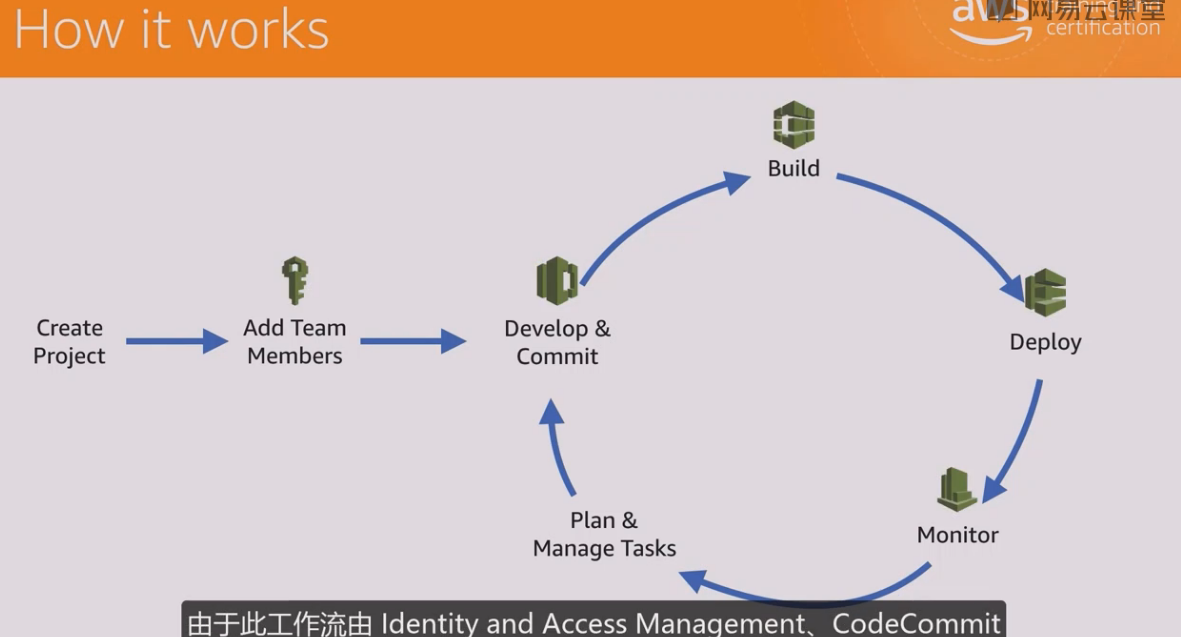 How it works
aws
网易云课堂
certification
Build
Create
Project
Add Team
Members
Develop &
Commit
Deploy
Plan &
Manage Tasks
Monitor
由于此工作流由 Identity and Access Management、CodeCommit